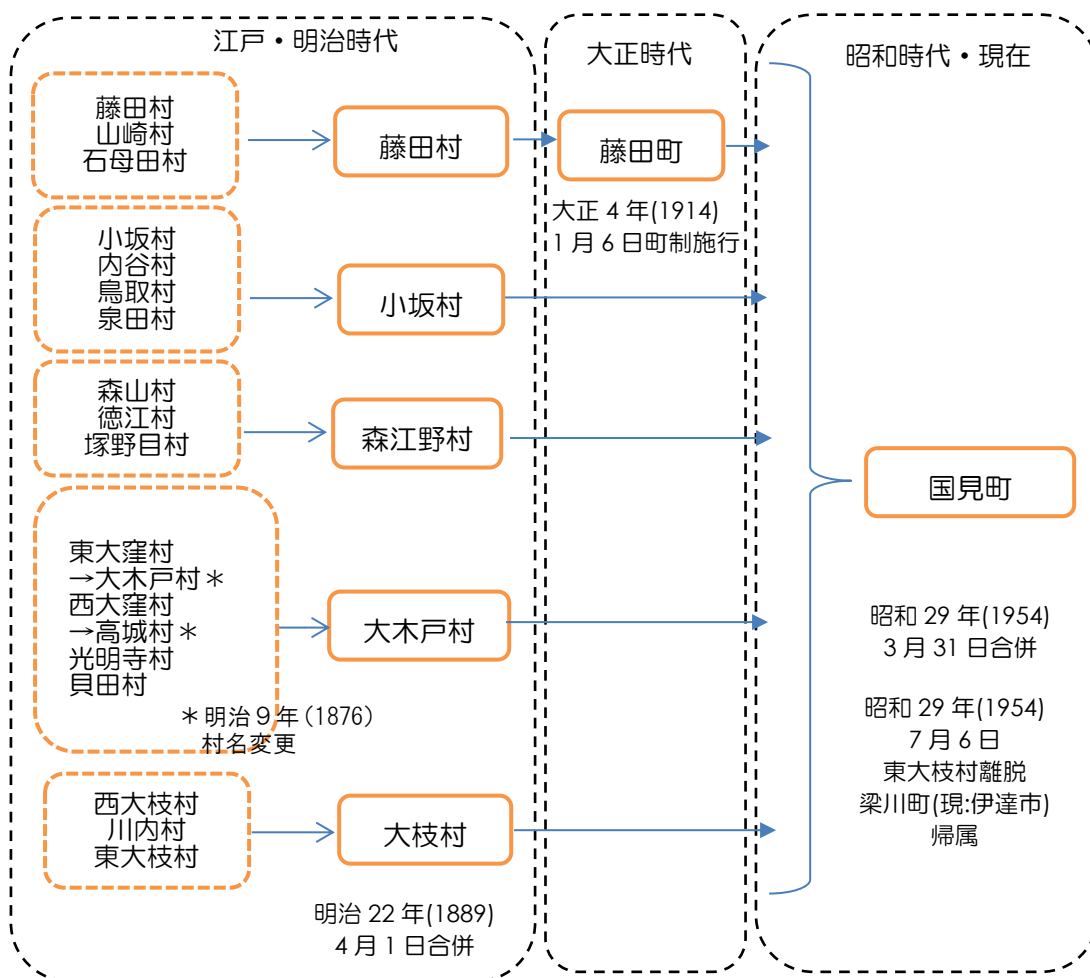 江戸・明治時代
藤田村
山崎村
石母田村
藤田村
小坂村
内谷村
鳥取村
泉田村
小坂村
森山村
徳江村
塚野目村
森江野村
東大窪村
→大木戸村＊
西大窪村
→高城村＊
光明寺村
貝田村
＊明治９年（1876）
村名変更
大木戸村
西大枝村
川内村
東大枝村
大枝村
明治 22 年(1889)
4 月 1 日合併
大正時代
藤田町
大正 4 年(1914)
1 月 6 日町制施行
昭和時代・現在
国見町
昭和 29 年(1954)
3 月 31 日合併
昭和 29 年(1954)
7 月 6 日
東大枝村離脱
梁川町(現:伊達市)
帰属